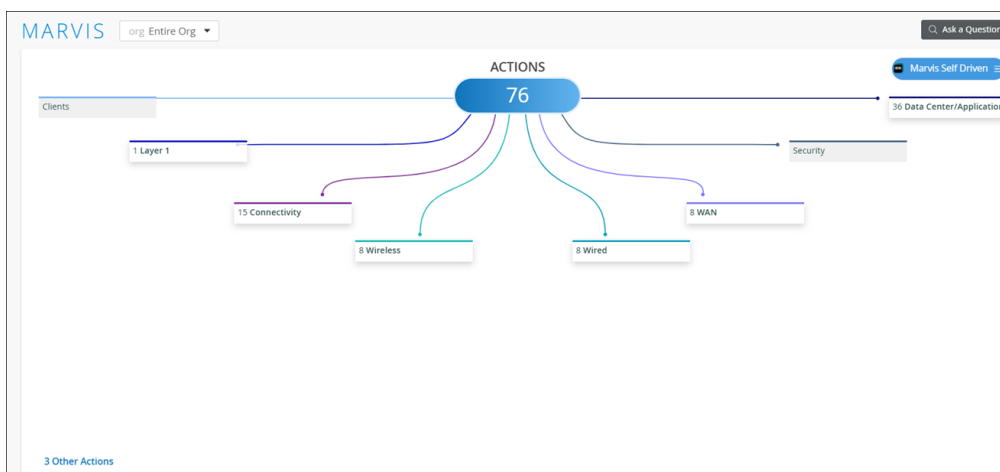 MARVIS
org Entire Org
Ask a Question
ACTIONS
76
Marvis Self Driven
Clients
36 Data Center/Application
1 Layer 1
Security
15 Connectivity
8 WAN
8 Wireless
8 Wired
3 Other Actions